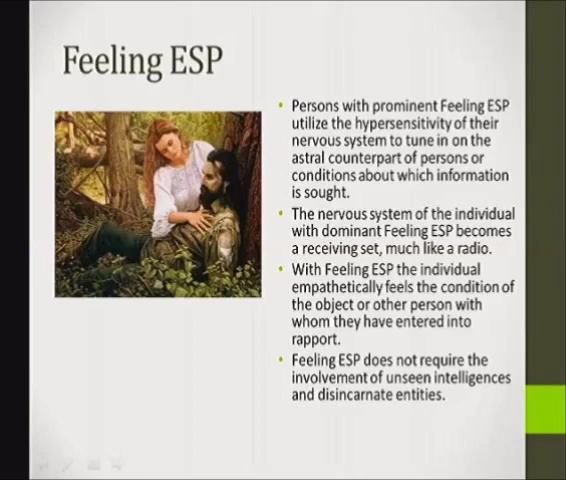 Feeling ESP
• Persons with prominent Feeling ESP
utilize the hypersensitivity of their
nervous system to tune in on the
astral counterpart of persons or
conditions about which information
is sought.
• The nervous system of the individual
with dominant Feeling ESP becomes
a receiving set, much like a radio.
• With Feeling ESP the individual
empathetically feels the condition of
the object or other person with
whom they have entered into
rapport.
• Feeling ESP does not require the
involvement of unseen intelligences
and disincarnate entities.